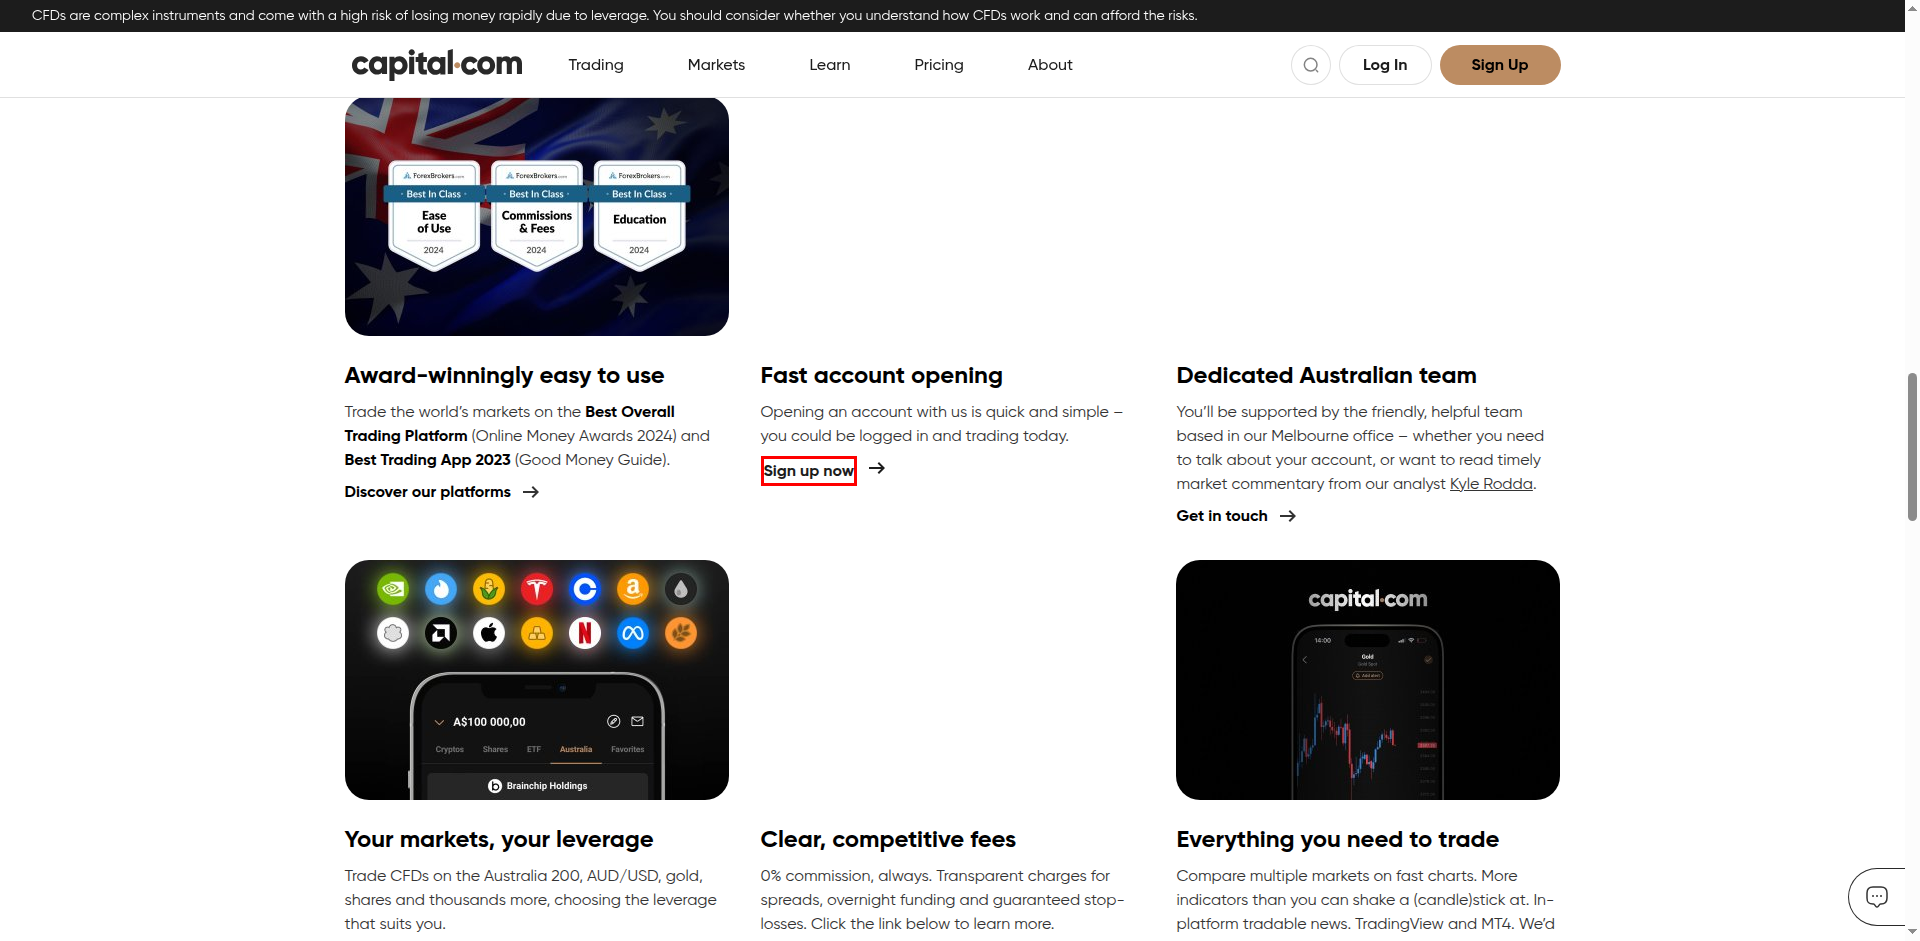 CFDs are complex instruments and come with a high risk of losing money rapidly due to leverage. You should consider whether you understand how CFDs work and can afford the risks.
capital.com
Trading
Markets
Learn
Pricing
About
Log In
Sign Up
ForexBrokers.com
Best In Class
Ease
of Use
2024
ForexBrokers.com
Best In Class
Commissions
& Fees
2024
ForexBrokers.com
Best In Class
Education
2024
Award-winningly easy to use
Trade the world’s markets on the Best Overall
Trading Platform (Online Money Awards 2024) and
Best Trading App 2023 (Good Money Guide).
Discover our platforms
Fast account opening
Opening an account with us is quick and simple –
you could be logged in and trading today.
Sign up now
Dedicated Australian team
You’ll be supported by the friendly, helpful team
based in our Melbourne office – whether you need
to talk about your account, or want to read timely
market commentary from our analyst Kyle Rodda.
Get in touch
A$100 000,00
Cryptos
Shares
ETF
Australia
Favorites
Brainchip Holdings
capital.com
14:00
Gold
Gold Spot
Add alert
Your markets, your leverage
Trade CFDs on the Australia 200, AUD/USD, gold,
shares and thousands more, choosing the leverage
that suits you.
Clear, competitive fees
0% commission, always. Transparent charges for
spreads, overnight funding and guaranteed stop-
losses. Click the link below to learn more.
Everything you need to trade
Compare multiple markets on fast charts. More
indicators than you can shake a (candle)stick at. In-
platform tradable news. TradingView and MT4. We’d